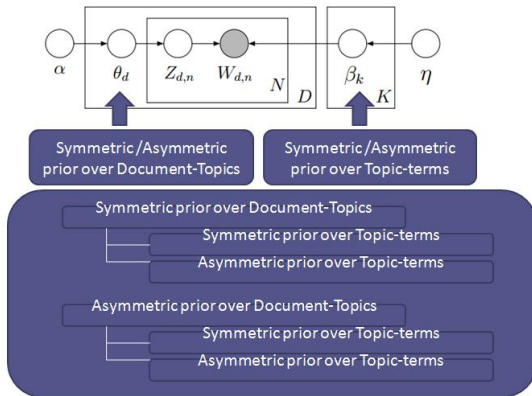 α
θd
Zd,n
Wd,n
N
D
βk
K
η
Symmetric /Asymmetric
prior over Document-Topics
Symmetric /Asymmetric
prior over Topic-terms
Symmetric prior over Document-Topics
Symmetric prior over Topic-terms
Asymmetric prior over Topic-terms
Asymmetric prior over Document-Topics
Symmetric prior over Topic-terms
Asymmetric prior over Topic-terms